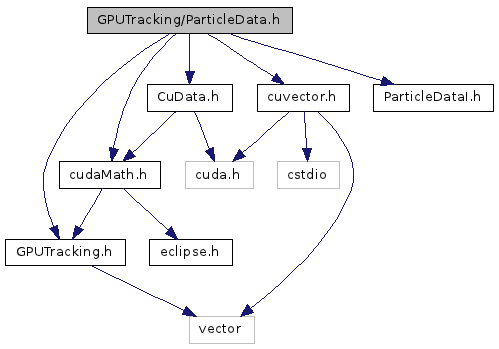 GPUTracking/ParticleData.h
CuData.h
cuvector.h
ParticleDataI.h
cudaMath.h
cuda.h
cstdio
GPUTracking.h
eclipse.h
vector